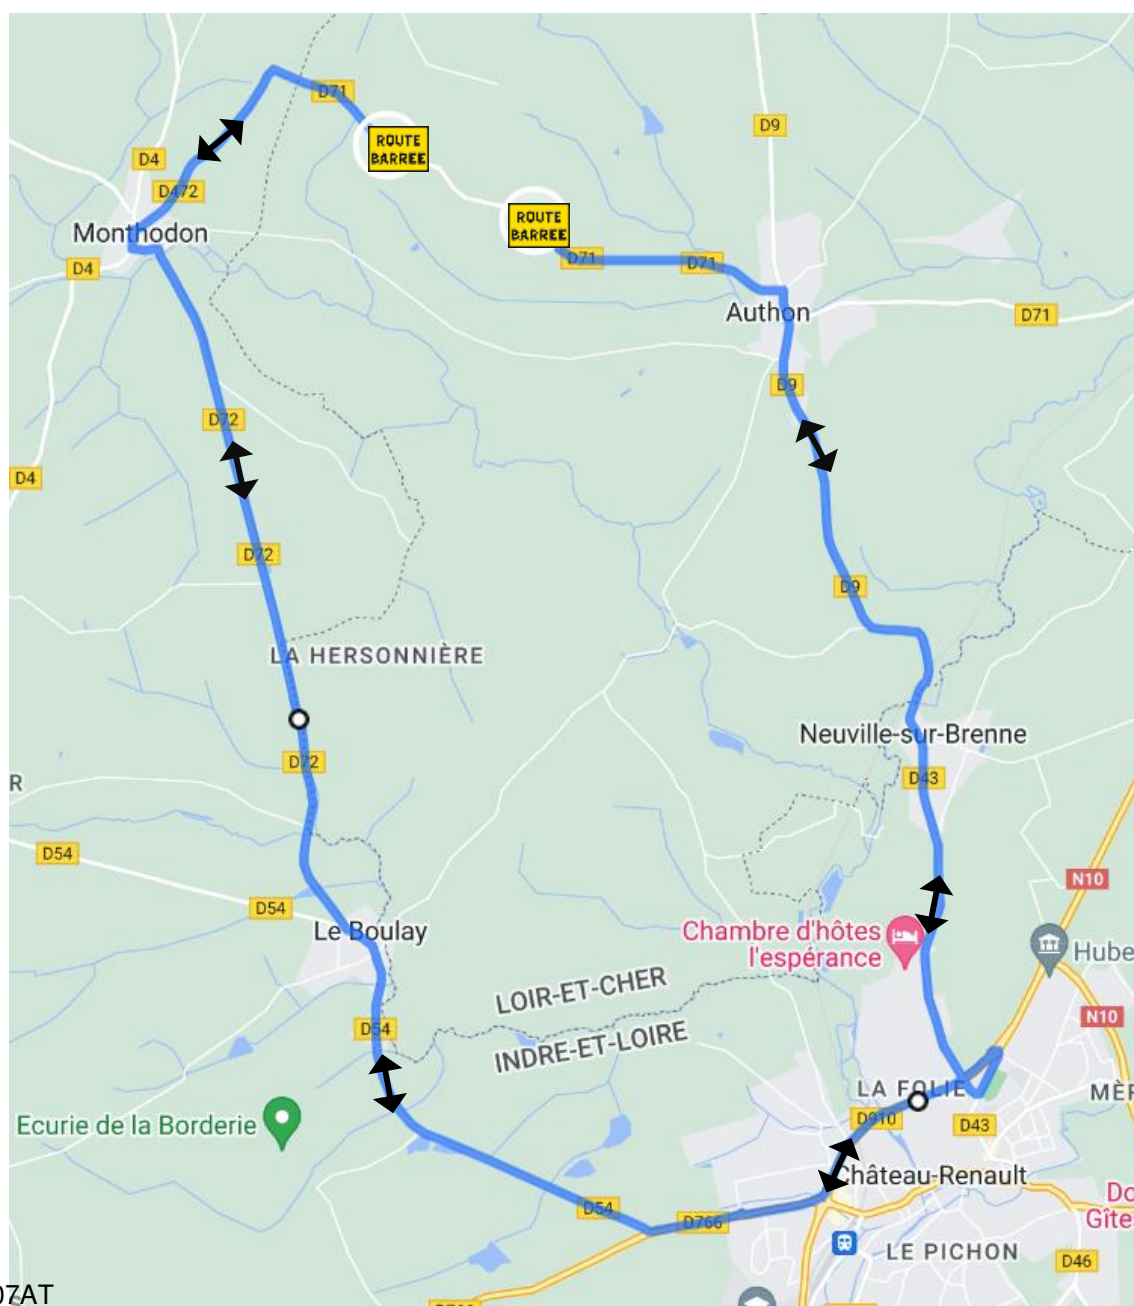 D71
D9
ROUTE
BARREE
D4
D472
Monthodon
ROUTE
BARREE
D4
D71
D71
Authon
D71
D9
D72
D4
D72
D9
LA HERSONNIÈRE
Neuville-sur-Brenne
D72
D43
R
D54
N10
D54
Chambre d'hôtes
l'espérance
Le Boulay
Hube
LOIR-ET-CHER
N10
D54
INDRE-ET-LOIRE
LA FOLIE
MÈR
Ecurie de la Borderie
D910
D43
Château-Renault
Do
Gîte
D54
D766
LE PICHON
D46
07AT